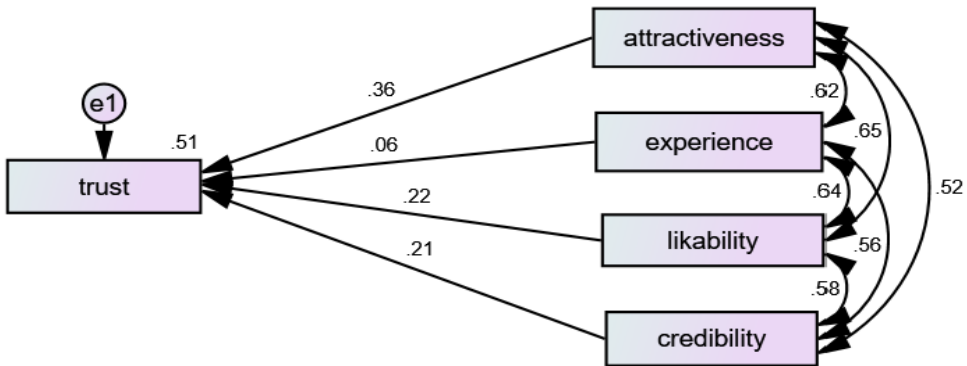 attractiveness
.36
.62
e1
.51
.06
experience
.65
trust
.64
.52
.22
likability
.56
.21
.58
credibility